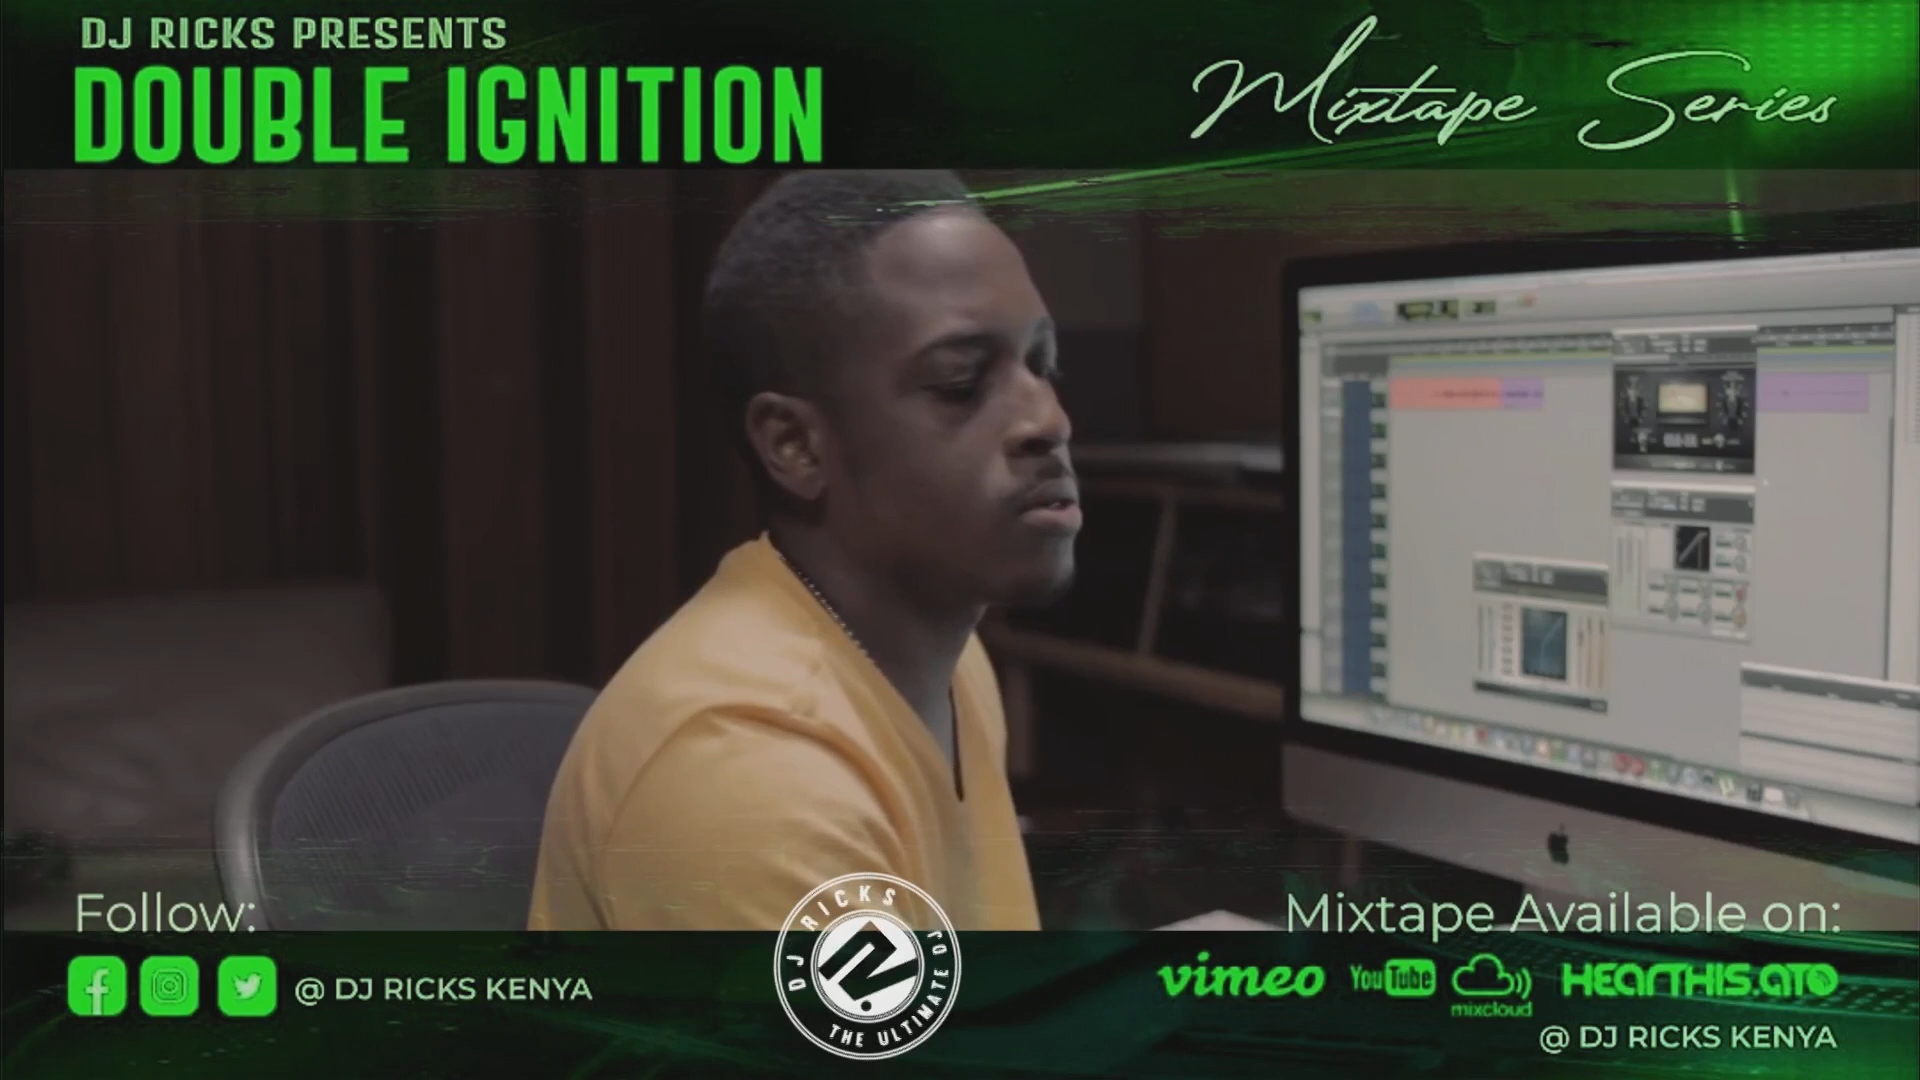 DJ RICKS PRESENTS
DOUBLE IGNITION
Mixtape Series
Follow:
@ DJ RICKS KENYA
DJ RICKS
THE ULTIMATE DJ
Mixtape Available on:
vimeo YouTube mixcloud HEARTHIS.AT
@ DJ RICKS KENYA